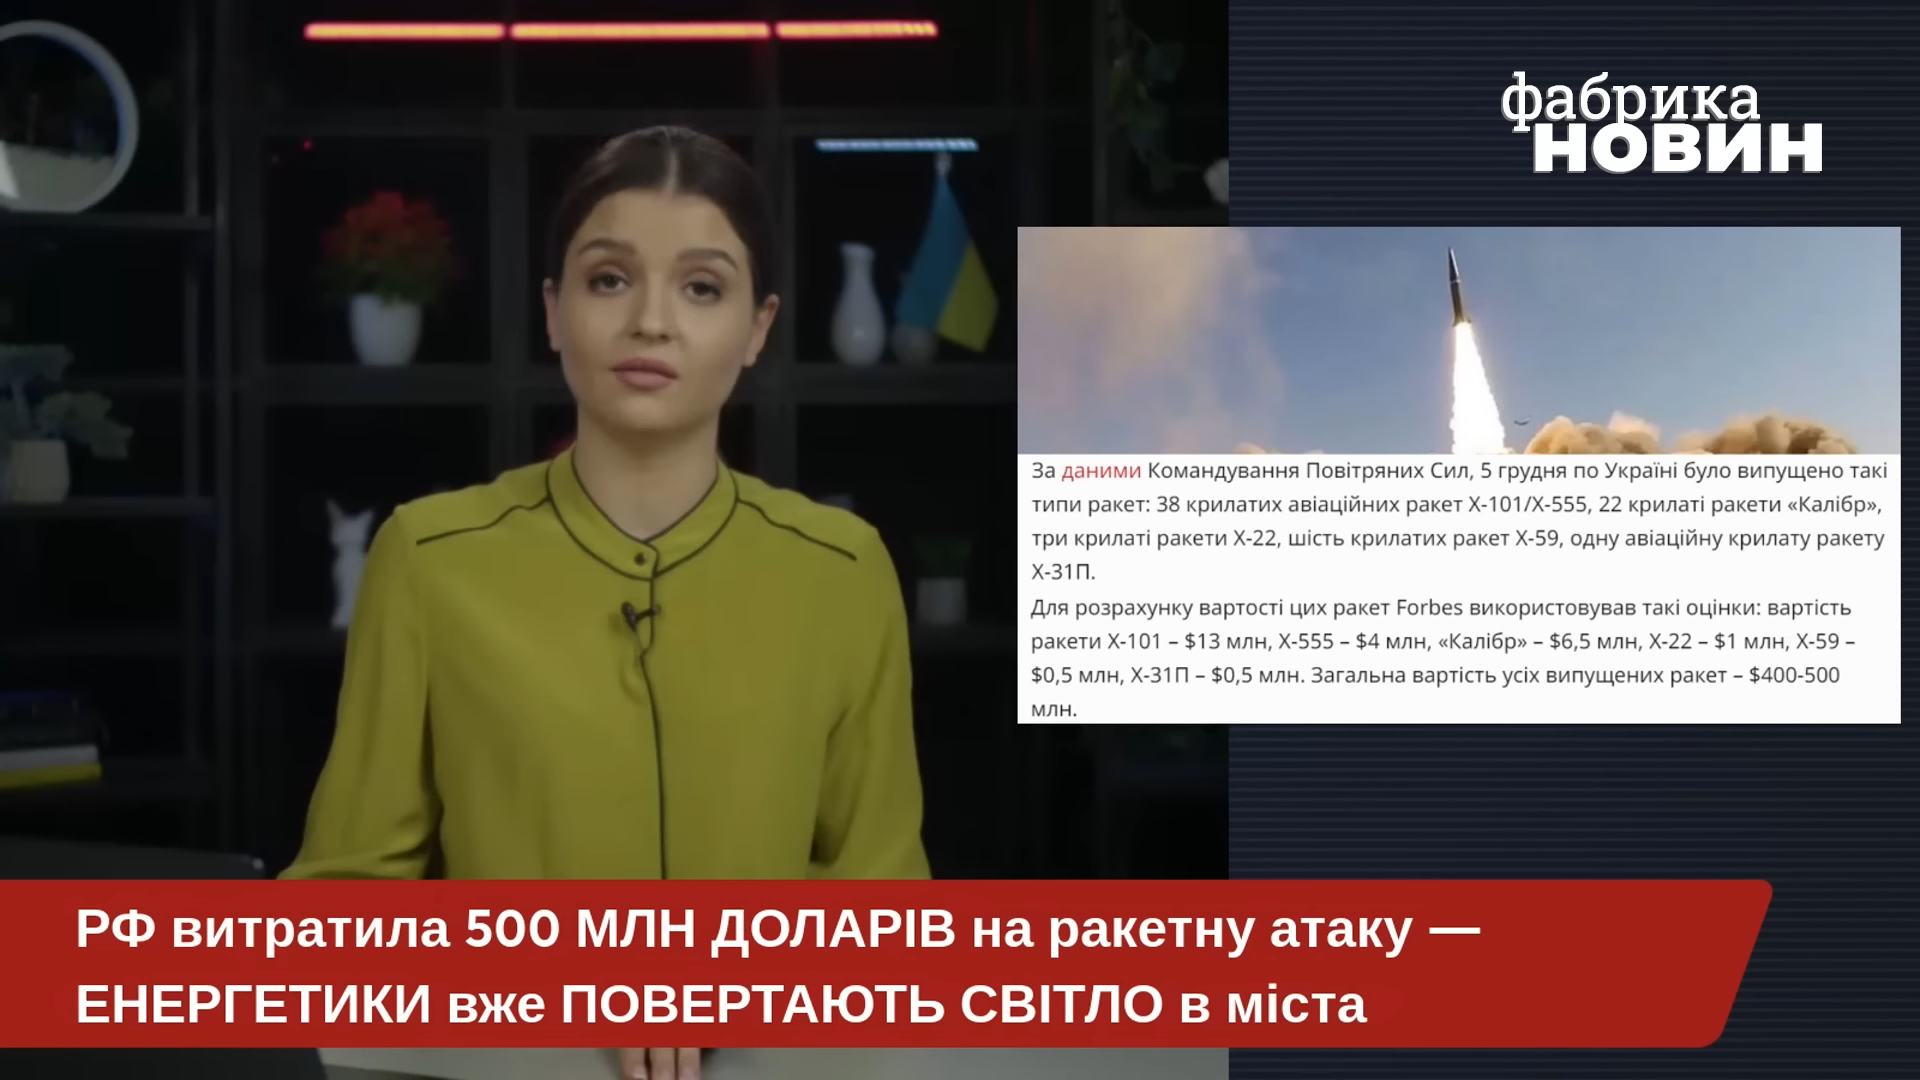 фабрика
новин
За даними Командування Повітряних Сил, 5 грудня по Україні було випущено такі
типи ракет: 38 крилатих авіаційних ракет Х-101/Х-555, 22 крилаті ракети «Калібр»,
три крилаті ракети Х-22, шість крилатих ракет Х-59, одну авіаційну крилату ракету
Х-31П.
Для розрахунку вартості цих ракет Forbes використовував такі оцінки: вартість
ракети Х-101 – $13 млн, Х-555 – $4 млн, «Калібр» – $6,5 млн, Х-22 – $1 млн, Х-59 –
$0,5 млн, Х-31П – $0,5 млн. Загальна вартість усіх випущених ракет – $400-500
млн.
РФ витратила 500 МЛН ДОЛАРІВ на ракетну атаку —
ЕНЕРГЕТИКИ вже ПОВЕРТАЮТЬ СВІТЛО в міста